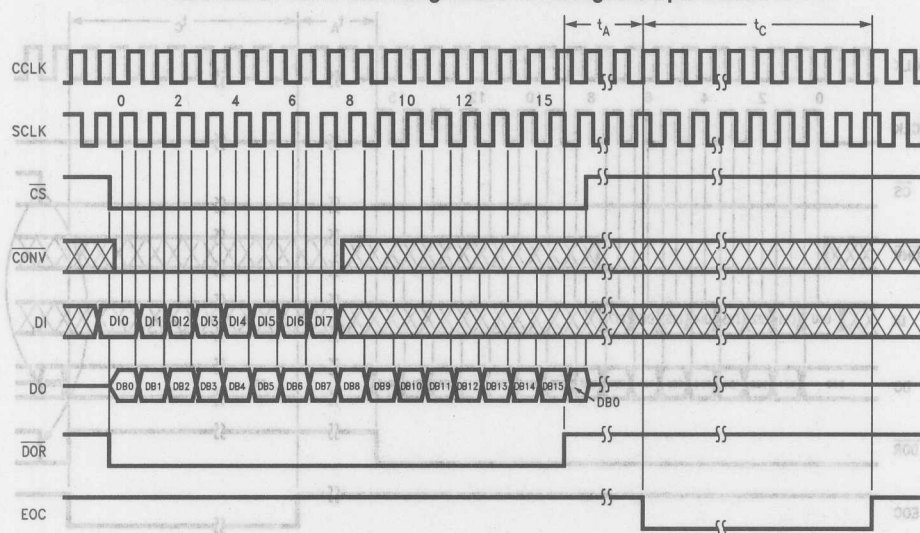 tA tC
CCLK
0 2 4 6 8 10 12 15
SCLK
CS
CONV
DI DI0 DI1 DI2 DI3 DI4 DI5 DI6 DI7
DO DB0 DB1 DB2 DB3 DB4 DB5 DB6 DB7 DB8 DB9 DB10 DB11 DB12 DB13 DB14 DB15
DB0
DOR
EOC